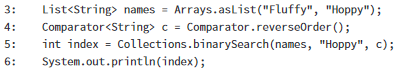 3: List<String> names = Arrays.asList("Fluffy", "Hoppy");
4: Comparator<String> c = Comparator.reverseOrder();
5: int index = Collections.binarySearch(names, "Hoppy", c);
6: System.out.println(index);